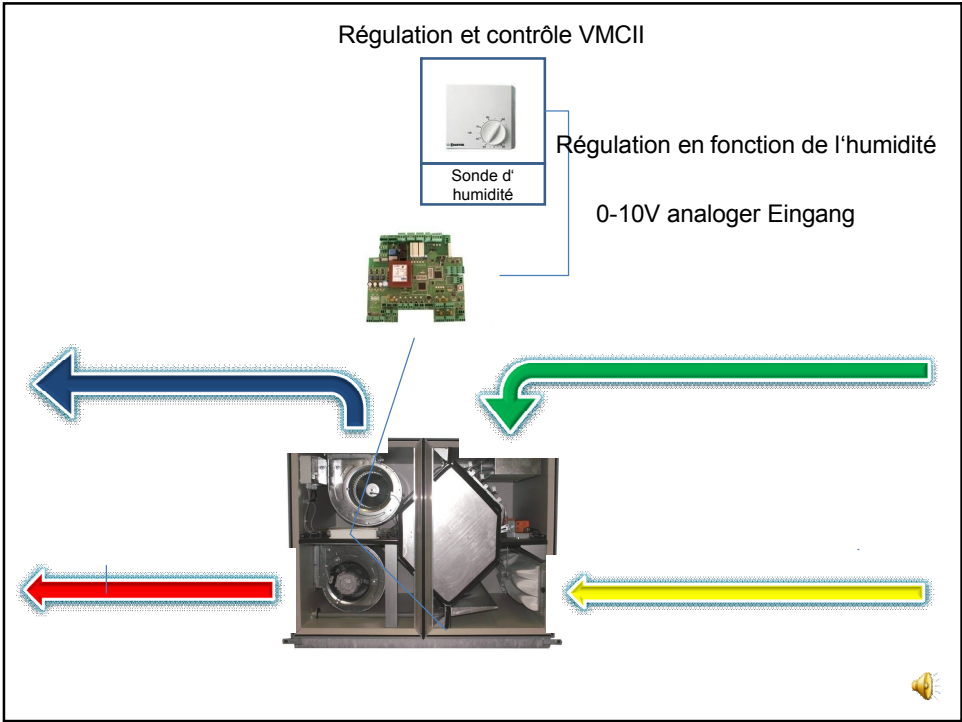 Régulation et contrôle VMCII
Sonde d‘
humidité
Régulation en fonction de l‘humidité
0-10V analoger Eingang